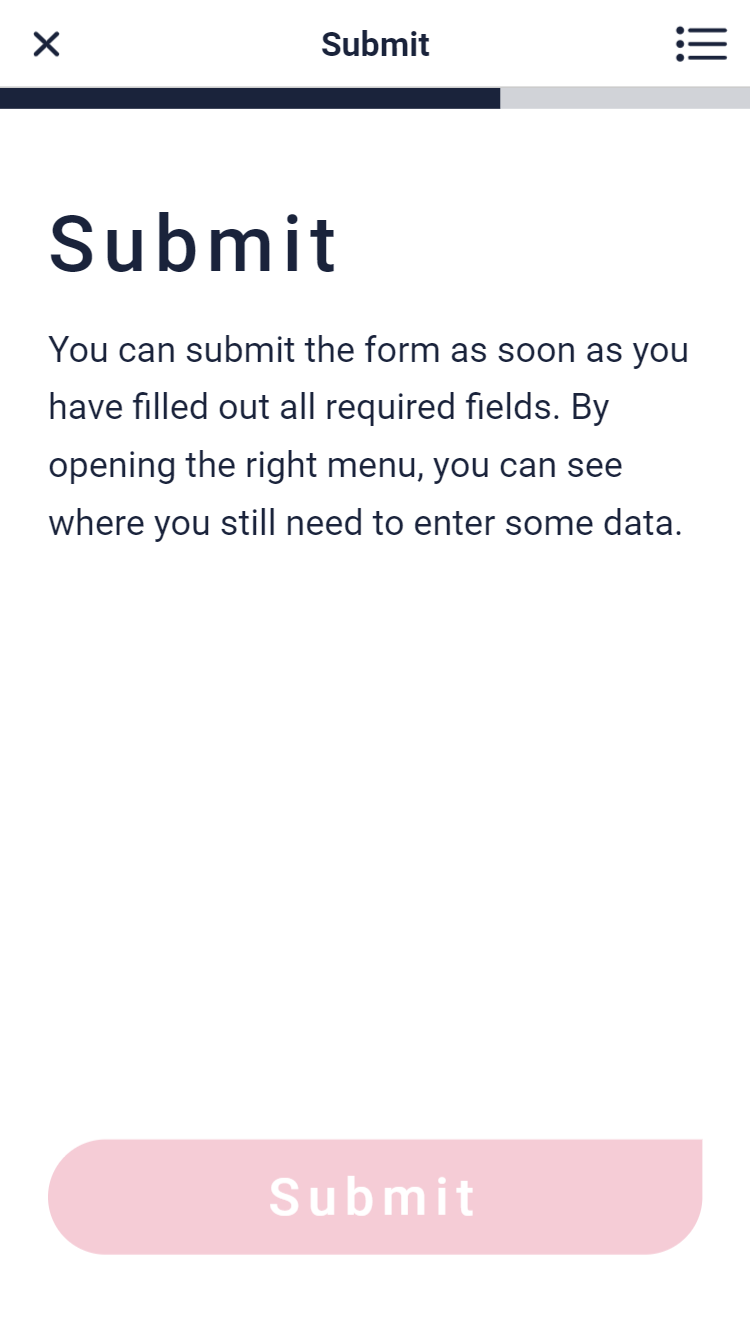 Submit
Submit
You can submit the form as soon as you
have filled out all required fields. By
opening the right menu, you can see
where you still need to enter some data.
Submit